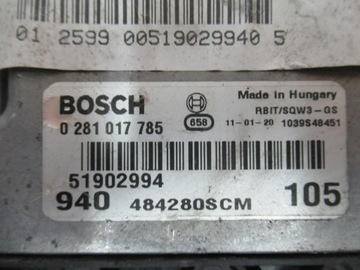 01 2599 00519029940 5
BOSCH
Made in Hungary
RBIT/SQW3-GS
0 281 017 785
658
11-01-20
1039S48451
51902994
940
484280SCM
105